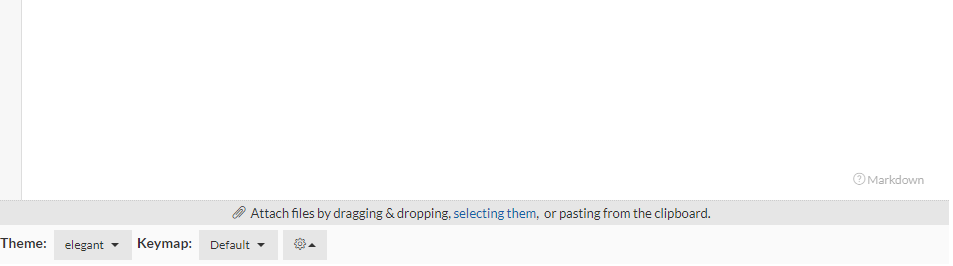 Markdown
Attach files by dragging & dropping, selecting them, or pasting from the clipboard.
Theme: elegant Keymap: Default